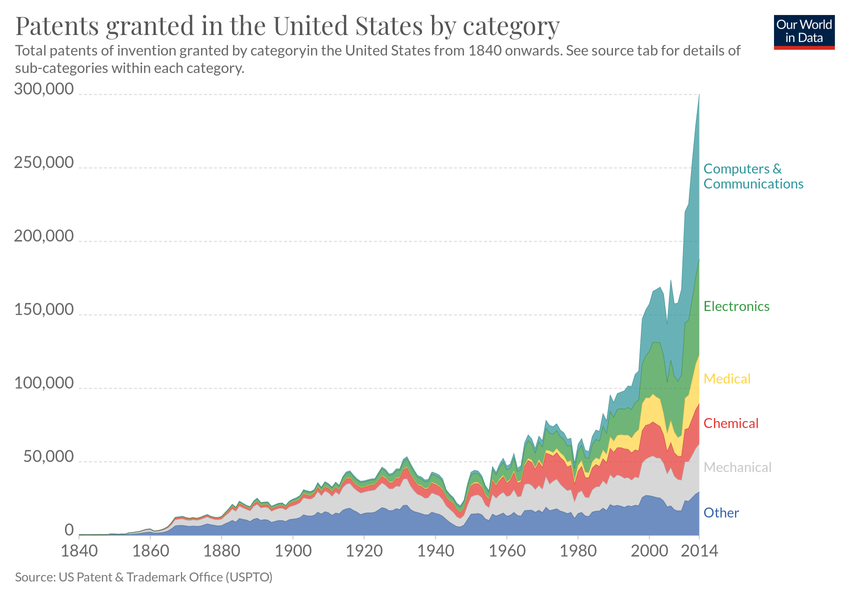 Patents granted in the United States by category
Our World
in Data
Total patents of invention granted by categoryin the United States from 1840 onwards. See source tab for details of
sub-categories within each category.
300,000
250,000
200,000
150,000
100,000
50,000
0
Computers &
Communications
Electronics
Medical
Chemical
Mechanical
Other
1840 1860 1880 1900 1920 1940 1960 1980 2000 2014
Source: US Patent & Trademark Office (USPTO)